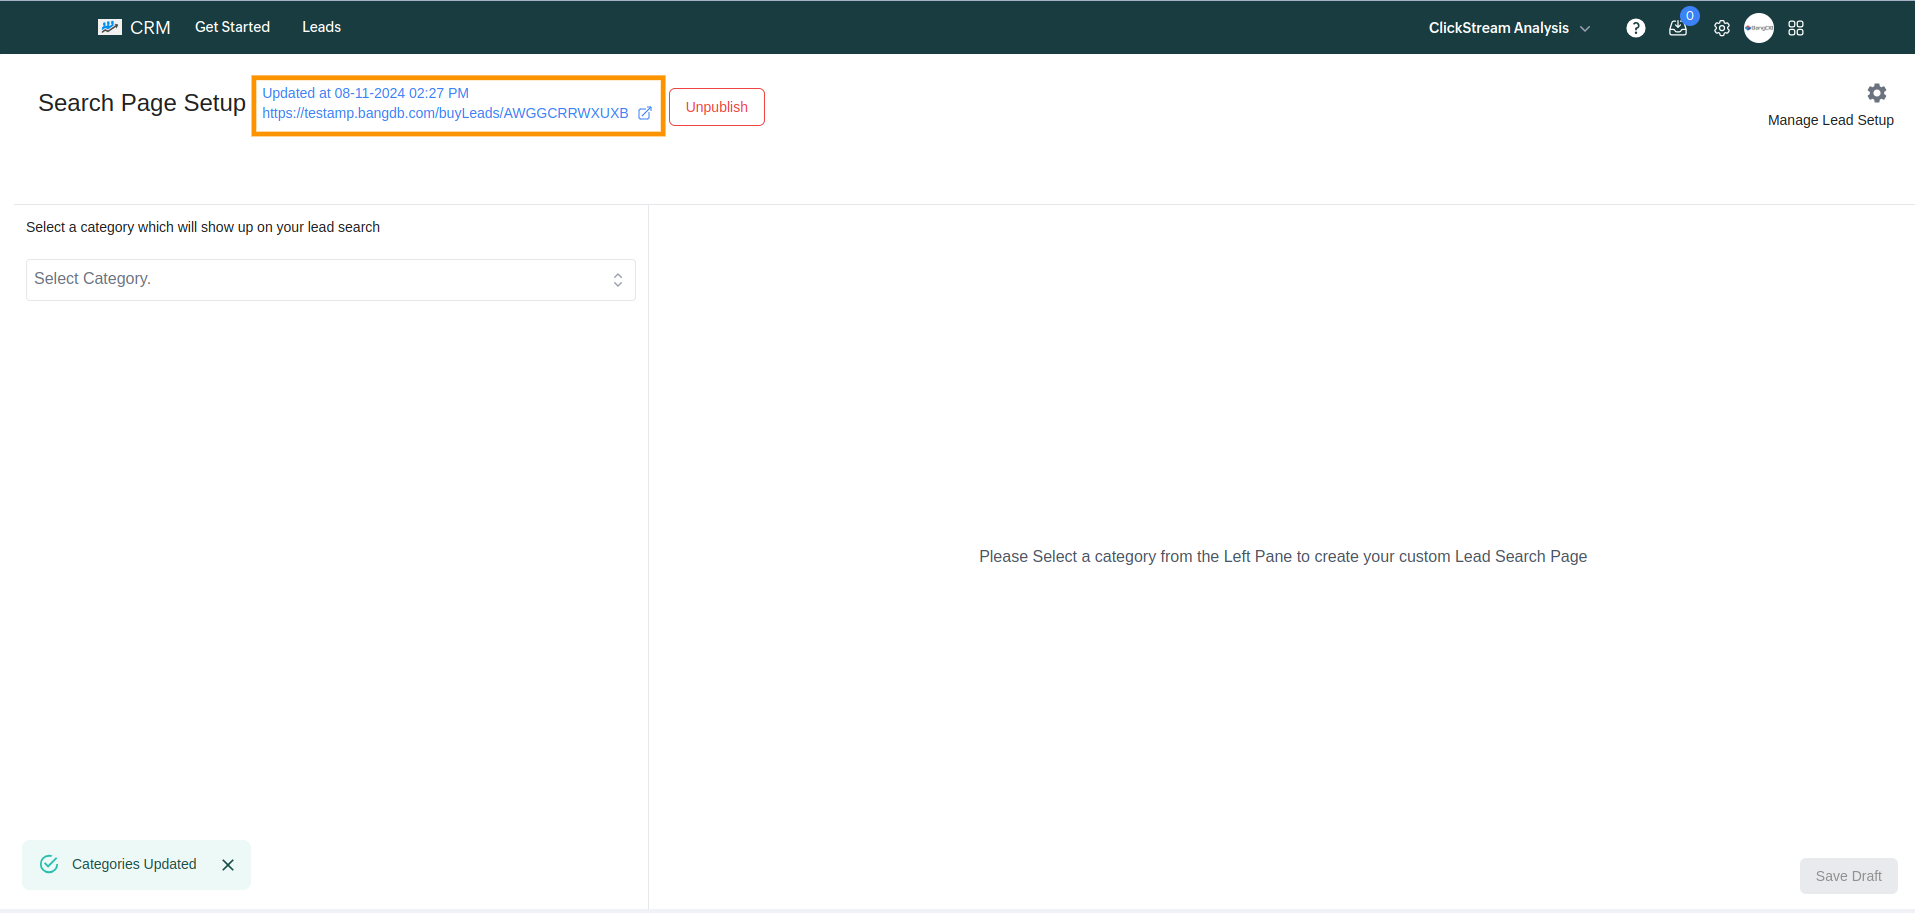 CRM Get Started Leads ClickStream Analysis ? 0 BangDB
Search Page Setup
Updated at 08-11-2024 02:27 PM
https://testamp.bangdb.com/buyLeads/AWGGCRRWXUXB
Unpublish
Manage Lead Setup
Select a category which will show up on your lead search
Select Category.
Please Select a category from the Left Pane to create your custom Lead Search Page
Categories Updated
Save Draft